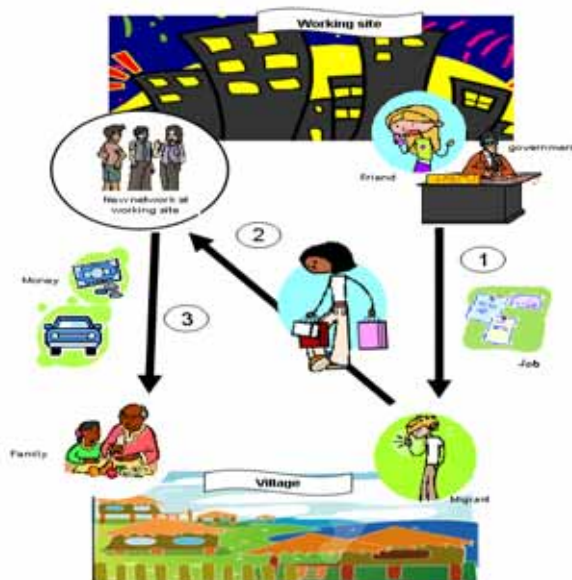 Working site
government
Friend
New network at
working site
2
1
Money
3
Job
Family
Village
Migrant